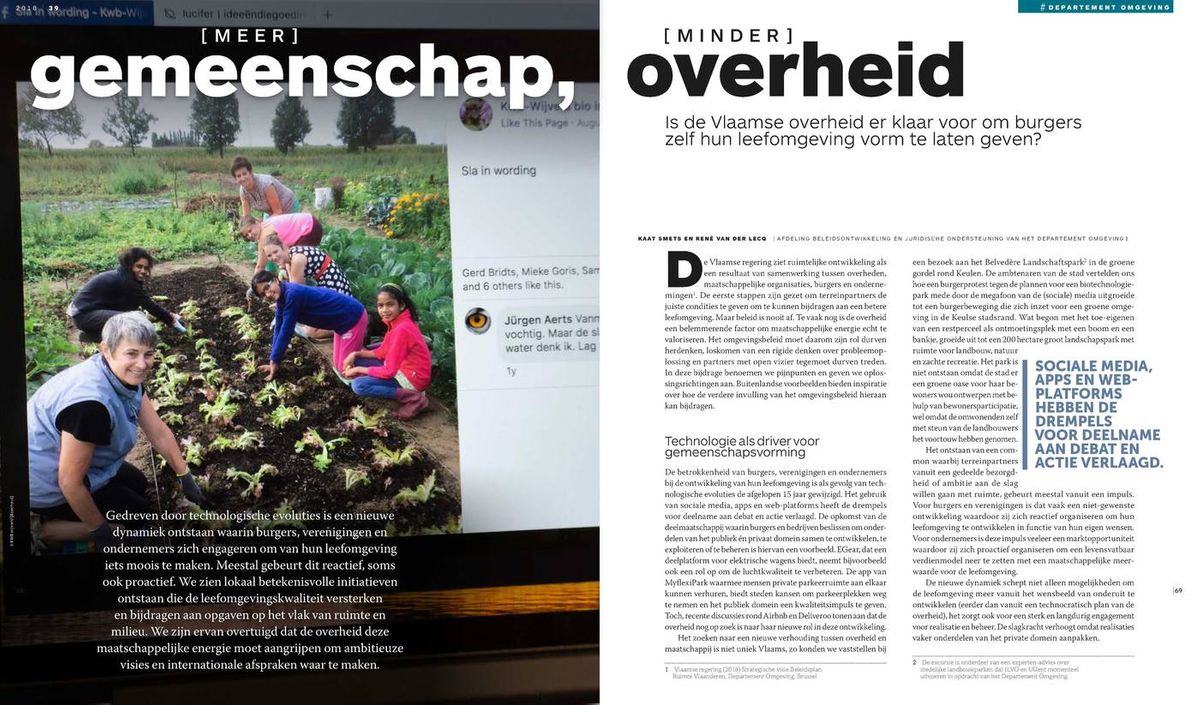 2018 | 39
Sla in wording - Kwb-Wij
lucifer | ideeëndiegoedi
[MEER]
gemeenschap,
Kwb-Wijve
bio in
Like This Page · Augu
Sla in wording
Gerd Bridts, Mieke Goris, Sam
and 6 others like this.
Jürgen Aerts Vanm
vochtig. Maar de sl
water denk ik. Lag
1y
Gedreven door technologische evoluties is een nieuwe
dynamiek ontstaan waarin burgers, verenigingen en
ondernemers zich engageren om van hun leefomgeving
iets moois te maken. Meestal gebeurt dit reactief, soms
ook proactief. We zien lokaal betekenisvolle initiatieven
ontstaan die de leefomgevingskwaliteit versterken
en bijdragen aan opgaven op het vlak van ruimte en
milieu. We zijn ervan overtuigd dat de overheid deze
maatschappelijke energie moet aangrijpen om ambitieuze
visies en internationale afspraken waar te maken.
# DEPARTEMENT OMGEVING
[MINDER]
overheid
Is de Vlaamse overheid er klaar voor om burgers
zelf hun leefomgeving vorm te laten geven?
KAAT SMETS EN RENÉ VAN DER LECQ | AFDELING BELEIDSONTWIKKELING EN JURIDISCHE ONDERSTEUNING VAN HET DEPARTEMENT OMGEVING |
De Vlaamse regering ziet ruimtelijke ontwikkeling als
een resultaat van samenwerking tussen overheden,
maatschappelijke organisaties, burgers en onderne-
mingen¹. De eerste stappen zijn gezet om terreinpartners de
juiste condities te geven om te kunnen bijdragen aan een betere
leefomgeving. Maar beleid is nooit af. Te vaak nog is de overheid
een belemmerende factor om maatschappelijke energie echt te
valoriseren. Het omgevingsbeleid moet daarom zijn rol durven
herdenken, loskomen van een rigide denken over probleemop-
lossing en partners met open vizier tegemoet durven treden.
In deze bijdrage benoemen we pijnpunten en geven we oplos-
singsrichtingen aan. Buitenlandse voorbeelden bieden inspiratie
over hoe de verdere invulling van het omgevingsbeleid hieraan
kan bijdragen.
Technologie als driver voor
gemeenschapsvorming
De betrokkenheid van burgers, verenigingen en ondernemers
bij de ontwikkeling van hun leefomgeving is als gevolg van tech-
nologische evoluties de afgelopen 15 jaar gewijzigd. Het gebruik
van sociale media, apps en web-platforms heeft de drempels
voor deelname aan debat en actie verlaagd. De opkomst van de
deelmaatschappij waarin burgers en bedrijven beslissen om onder-
delen van het publiek én privaat domein samen te ontwikkelen, te
exploiteren of te beheren is hiervan een voorbeeld. EGear, dat een
deelplatform voor elektrische wagens biedt, neemt bijvoorbeeld
ook een rol op om de luchtkwaliteit te verbeteren. De app van
MyflexiPark waarmee mensen private parkeerruimte aan elkaar
kunnen verhuren, biedt steden kansen om parkeerplekken weg
te nemen en het publiek domein een kwaliteitsimpuls te geven.
Toch, recente discussies rond Airbnb en Deliveroo tonen aan dat de
overheid nog op zoek is naar haar nieuwe rol in deze ontwikkeling.
Het zoeken naar een nieuwe verhouding tussen overheid en
maatschappij is niet uniek Vlaams, zo konden we vaststellen bij
1 Vlaamse regering (2018) Strategische visie Beleidsplan
Ruimte Vlaanderen, Departement Omgeving, Brussel
een bezoek aan het Belvedère Landschaftspark² in de groene
gordel rond Keulen. De ambtenaren van de stad vertelden ons
hoe een burgerprotest tegen de plannen voor een biotechnologie-
park mede door de megafoon van de (sociale) media uitgroeide
tot een burgerbeweging die zich inzet voor een groene omge-
ving in de Keulse stadsrand. Wat begon met het toe-eigenen
van een restperceel als ontmoetingsplek met een boom en een
bankje, groeide uit tot een 200 hectare groot landschapspark met
ruimte voor landbouw, natuur
en zachte recreatie. Het park is
niet ontstaan omdat de stad er
een groene oase voor haar be-
woners wou ontwerpen met be-
hulp van bewonersparticipatie,
wel omdat de omwonenden zelf
met steun van de landbouwers
het voortouw hebben genomen.
Het ontstaan van een com-
mon waarbij terreinpartners
vanuit een gedeelde bezorgd-
heid of ambitie aan de slag
willen gaan met ruimte, gebeurt meestal vanuit een impuls.
Voor burgers en verenigingen is dat vaak een niet-gewenste
ontwikkeling waardoor zij zich reactief organiseren om hun
leefomgeving te ontwikkelen in functie van hun eigen wensen.
Voor ondernemers is deze impuls veeleer een marktopportuniteit
waardoor zij zich proactief organiseren om een levensvatbaar
verdienmodel neer te zetten met een maatschappelijke meer-
waarde voor de leefomgeving.
De nieuwe dynamiek schept niet alleen mogelijkheden om
de leefomgeving meer vanuit het wensbeeld van onderuit te
ontwikkelen (eerder dan vanuit een technocratisch plan van de
overheid), het zorgt ook voor een sterk en langdurig engagement
voor realisatie en beheer. De slagkracht verhoogt omdat realisaties
vaker onderdelen van het private domein aanpakken.
SOCIALE MEDIA,
APPS EN WEB-
PLATFORMS
HEBBEN DE
DREMPELS
VOOR DEELNAME
AAN DEBAT EN
ACTIE VERLAAGD.
2 De excursie is onderdeel van een experten-advies over
stedelijke landbouwparken dat ILVO en UGent momenteel
uitvoeren in opdracht van het Departement Omgeving.
|69